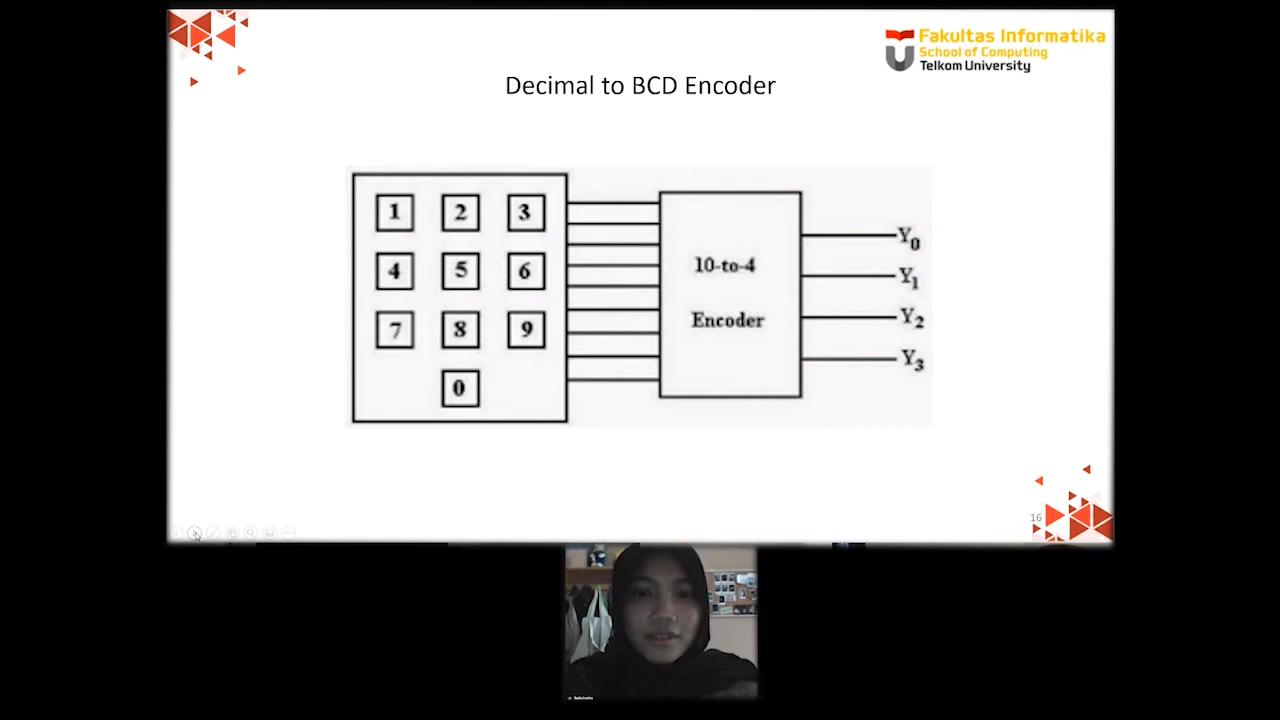 Fakultas Informatika
School of Computing
Telkom University
Decimal to BCD Encoder
1 2 3
4 5 6
7 8 9
0
10-to-4
Encoder
Y0
Y1
Y2
Y3
16